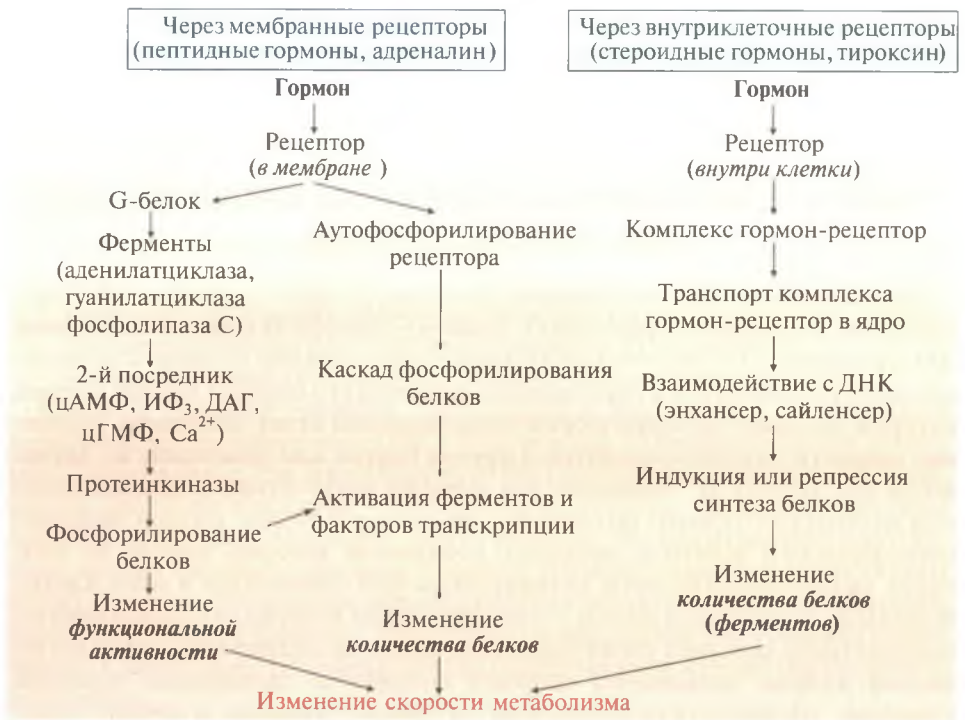 Через мембранные рецепторы
(пептидные гормоны, адреналин)
Гормон
Рецептор
(в мембране )
G-белок
Ферменты
(аденилатциклаза,
гуанилатциклаза
фосфолипаза С)
2-й посредник
(цАМФ, ИФ₃, ДАГ,
цГМФ, Ca²⁺)
Протеинкиназы
Фосфорилирование
белков
Изменение
функциональной
активности
Аутофосфорилирование
рецептора
Каскад фосфорилирования
белков
Активация ферментов и
факторов транскрипции
Изменение
количества белков
Через внутриклеточные рецепторы
(стероидные гормоны, тироксин)
Гормон
Рецептор
(внутри клетки)
Комплекс гормон-рецептор
Транспорт комплекса
гормон-рецептор в ядро
Взаимодействие с ДНК
(энхансер, сайленсер)
Индукция или репрессия
синтеза белков
Изменение
количества белков
(ферментов)
Изменение скорости метаболизма